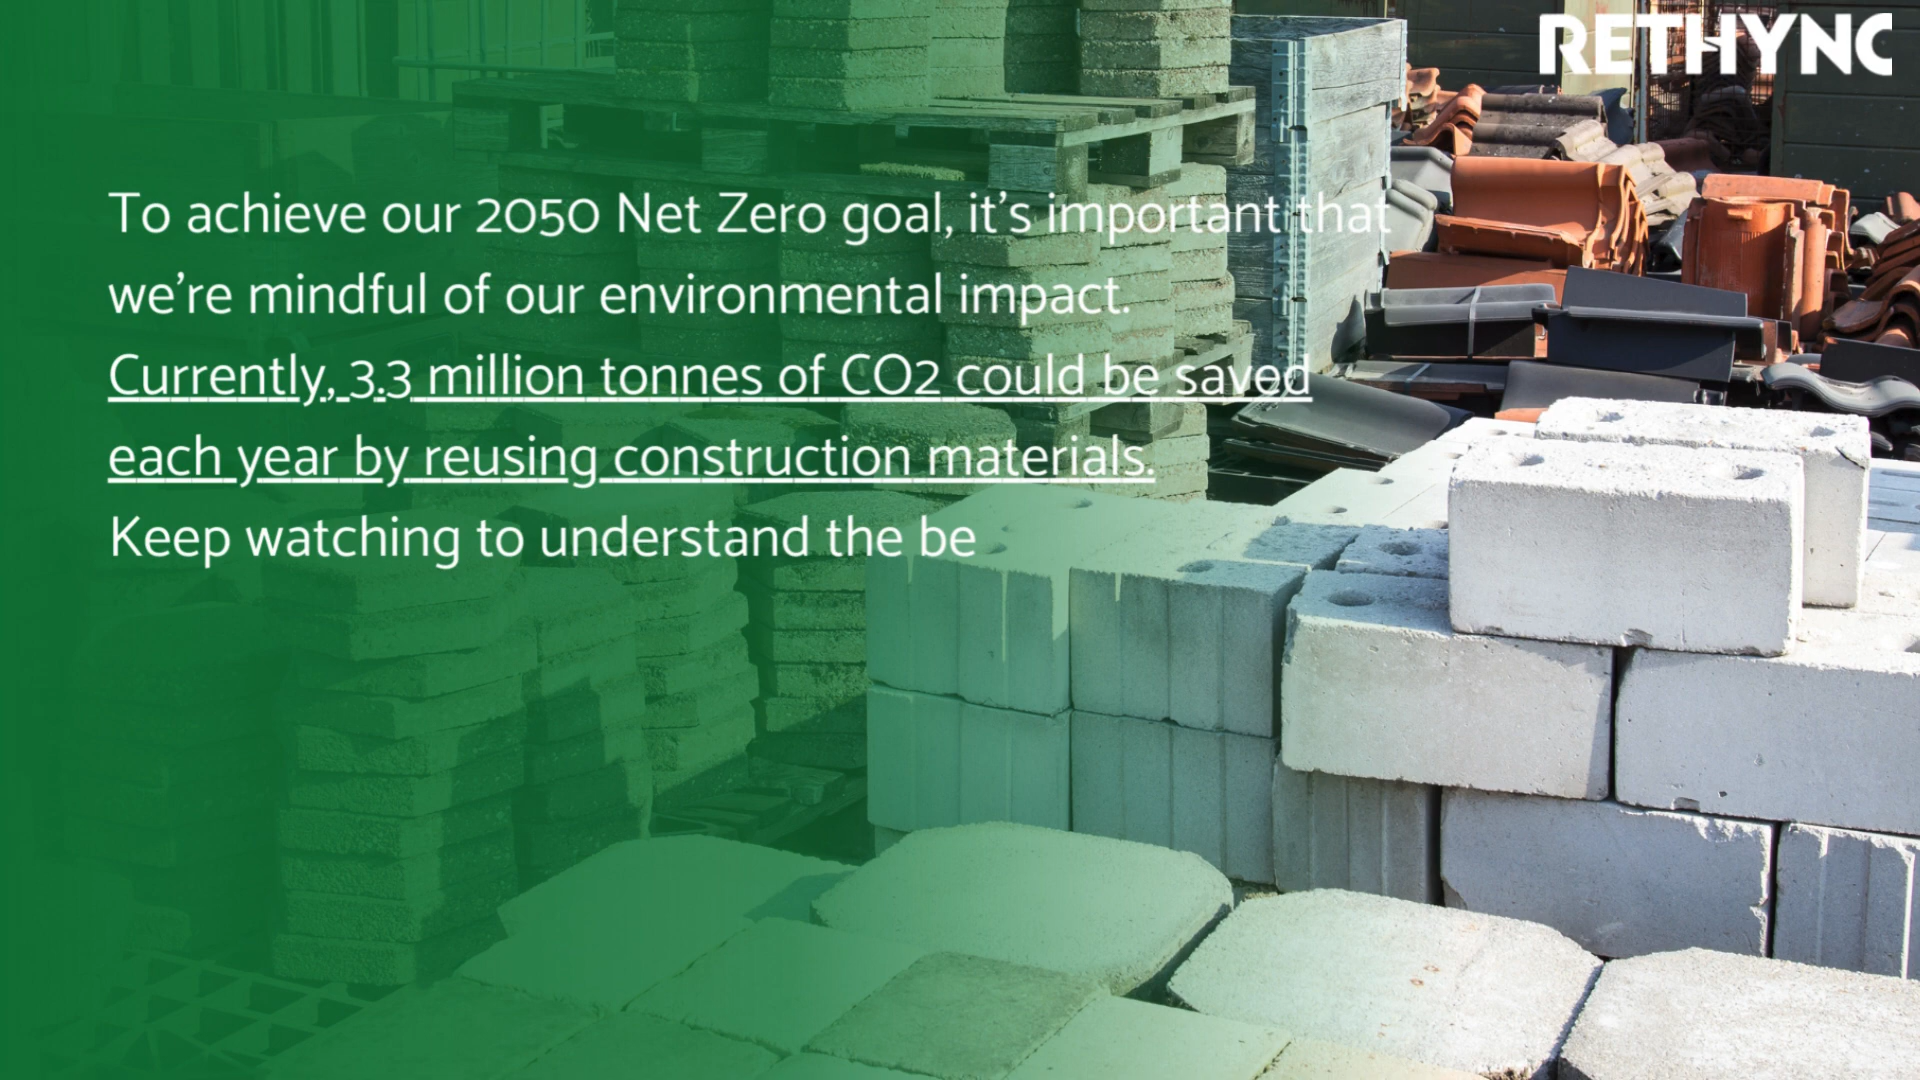 RETHYNC
To achieve our 2050 Net Zero goal, it's important that
we're mindful of our environmental impact.
Currently, 3.3 million tonnes of CO2 could be saved
each year by reusing construction materials.
Keep watching to understand the be